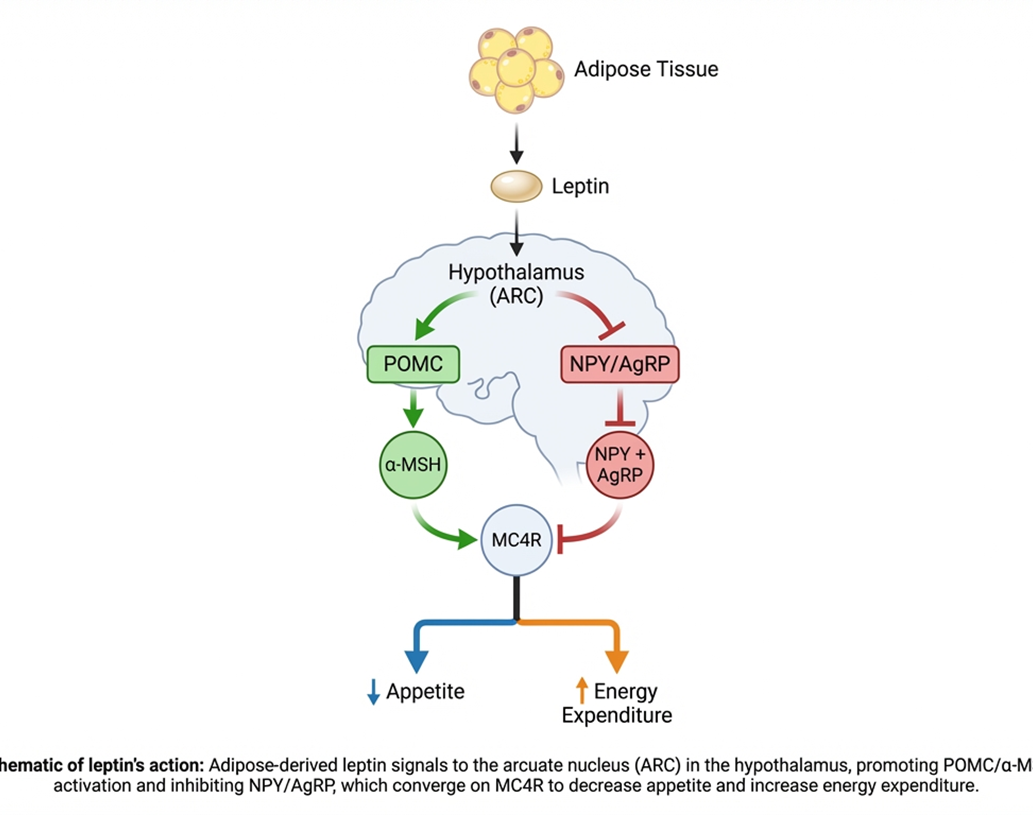 Adipose Tissue
Leptin
Hypothalamus
(ARC)
POMC
NPY/AgRP
α-MSH
NPY +
AgRP
MC4R
↓ Appetite
↑ Energy
Expenditure
hematic of leptin's action: Adipose-derived leptin signals to the arcuate nucleus (ARC) in the hypothalamus, promoting POMC/α-M
activation and inhibiting NPY/AgRP, which converge on MC4R to decrease appetite and increase energy expenditure.